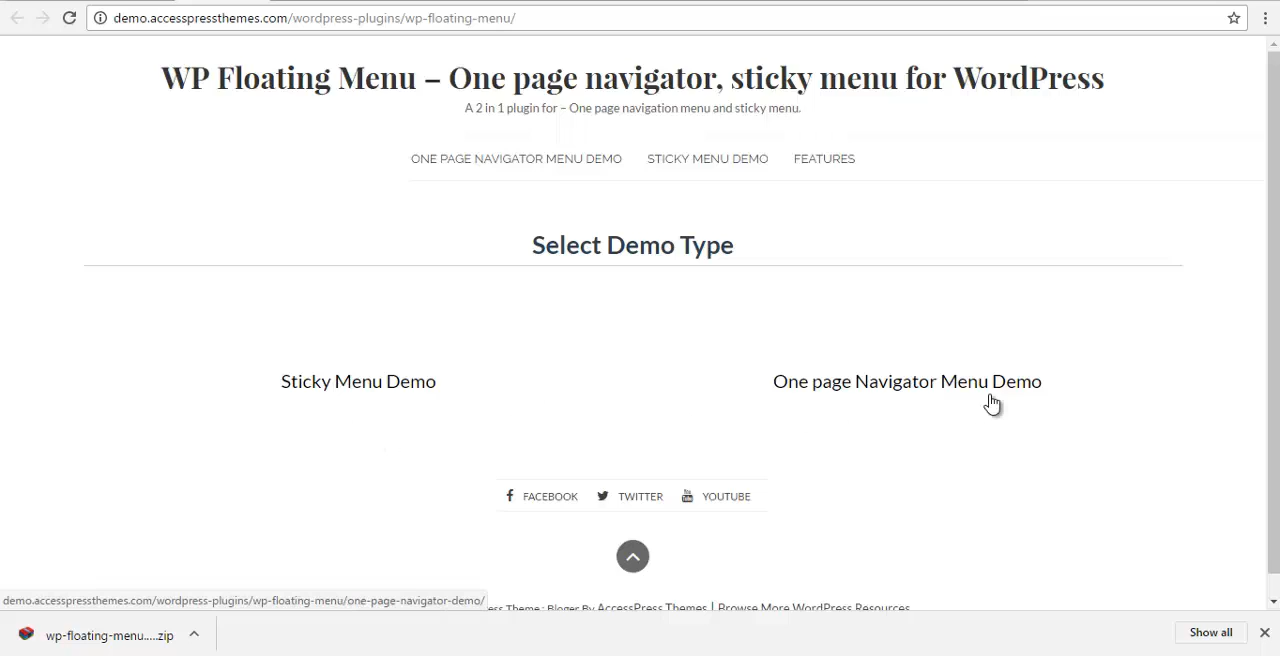 demo.accesspressthemes.com/wordpress-plugins/wp-floating-menu/
WP Floating Menu – One page navigator, sticky menu for WordPress
A 2 in 1 plugin for – One page navigation menu and sticky menu.
ONE PAGE NAVIGATOR MENU DEMO STICKY MENU DEMO FEATURES
Select Demo Type
Sticky Menu Demo One page Navigator Menu Demo
FACEBOOK TWITTER YOUTUBE
demo.accesspressthemes.com/wordpress-plugins/wp-floating-menu/one-page-navigator-demo/
Theme : Bloger By AccessPress Themes | Browse More WordPress Resources
wp-floating-menu.....zip Show all